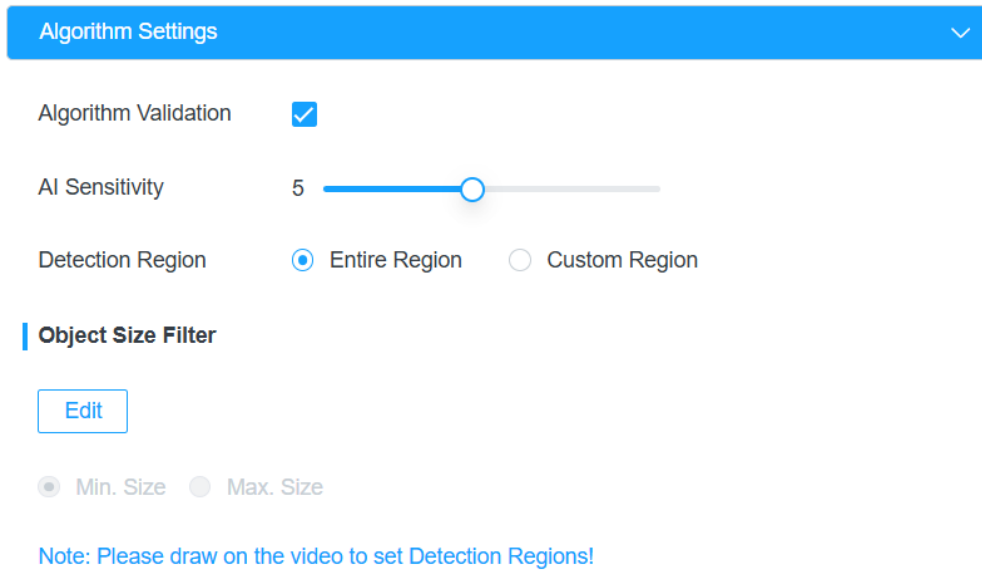 Algorithm Settings
Algorithm Validation
AI Sensitivity 5
Detection Region Entire Region Custom Region
Object Size Filter
Edit
Min. Size Max. Size
Note: Please draw on the video to set Detection Regions!